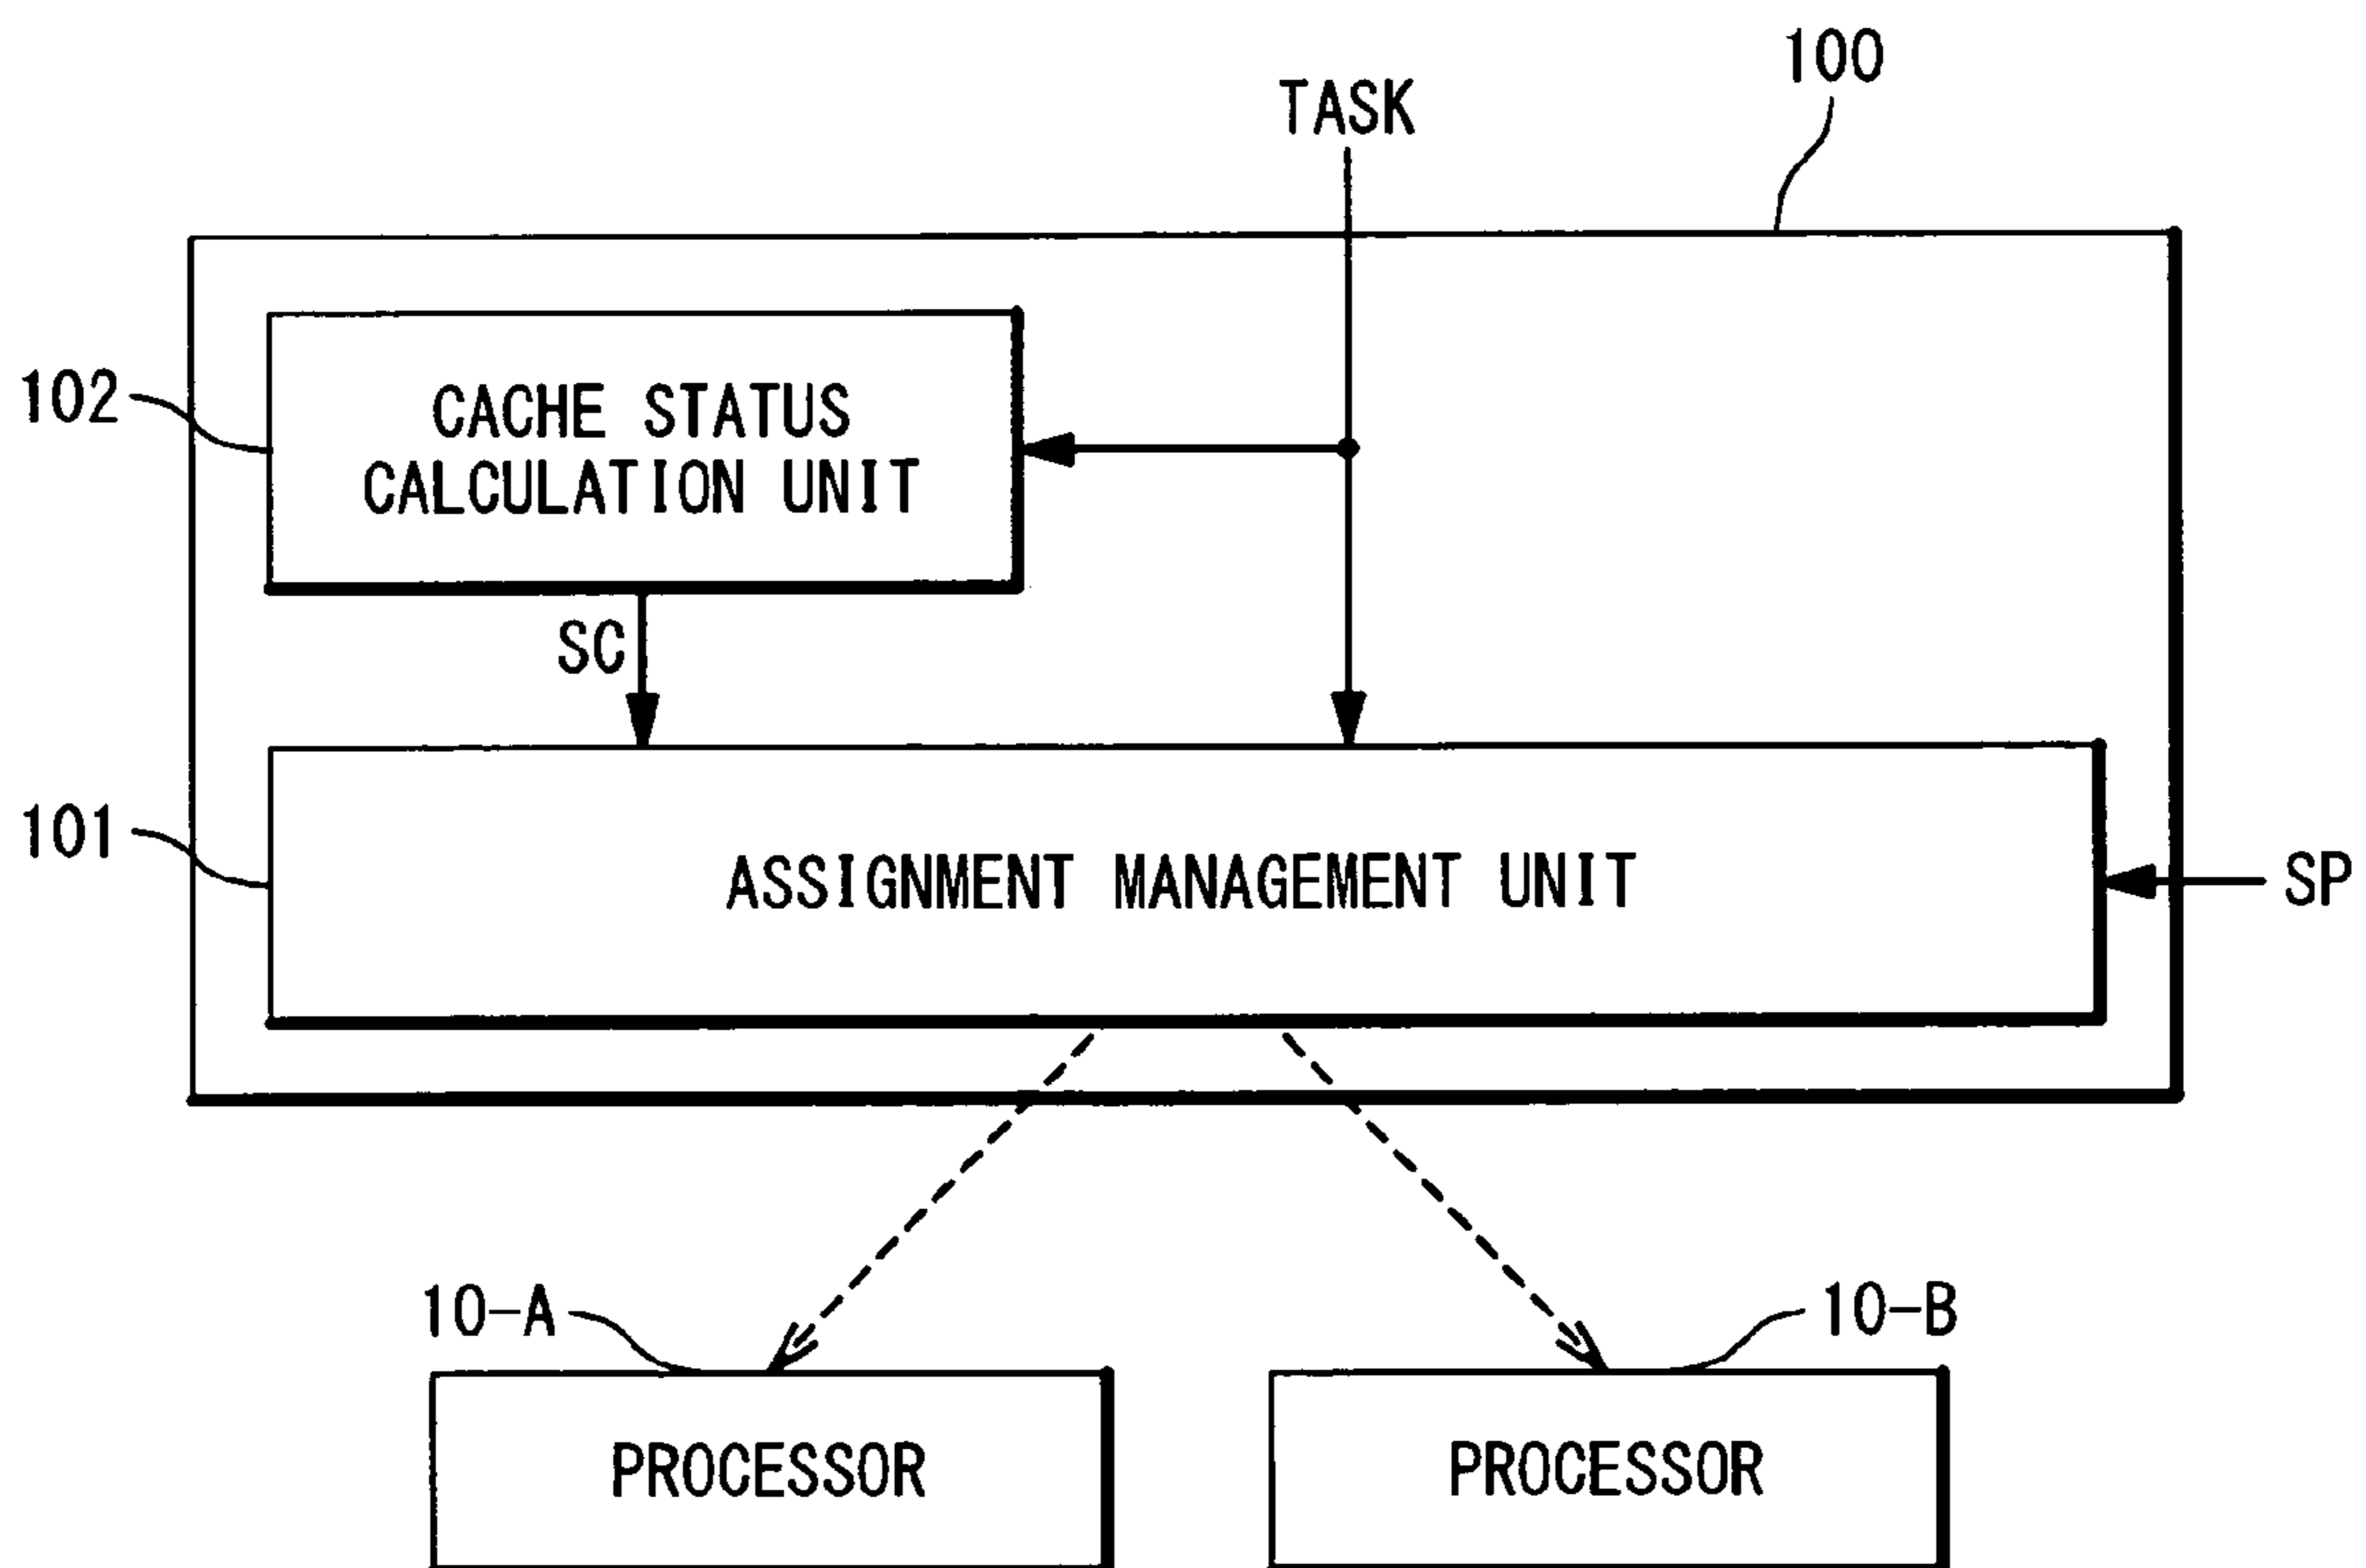 100
TASK
102
CACHE STATUS
CALCULATION UNIT
SC
101
ASSIGNMENT MANAGEMENT UNIT
SP
10-A
10-B
PROCESSOR
PROCESSOR